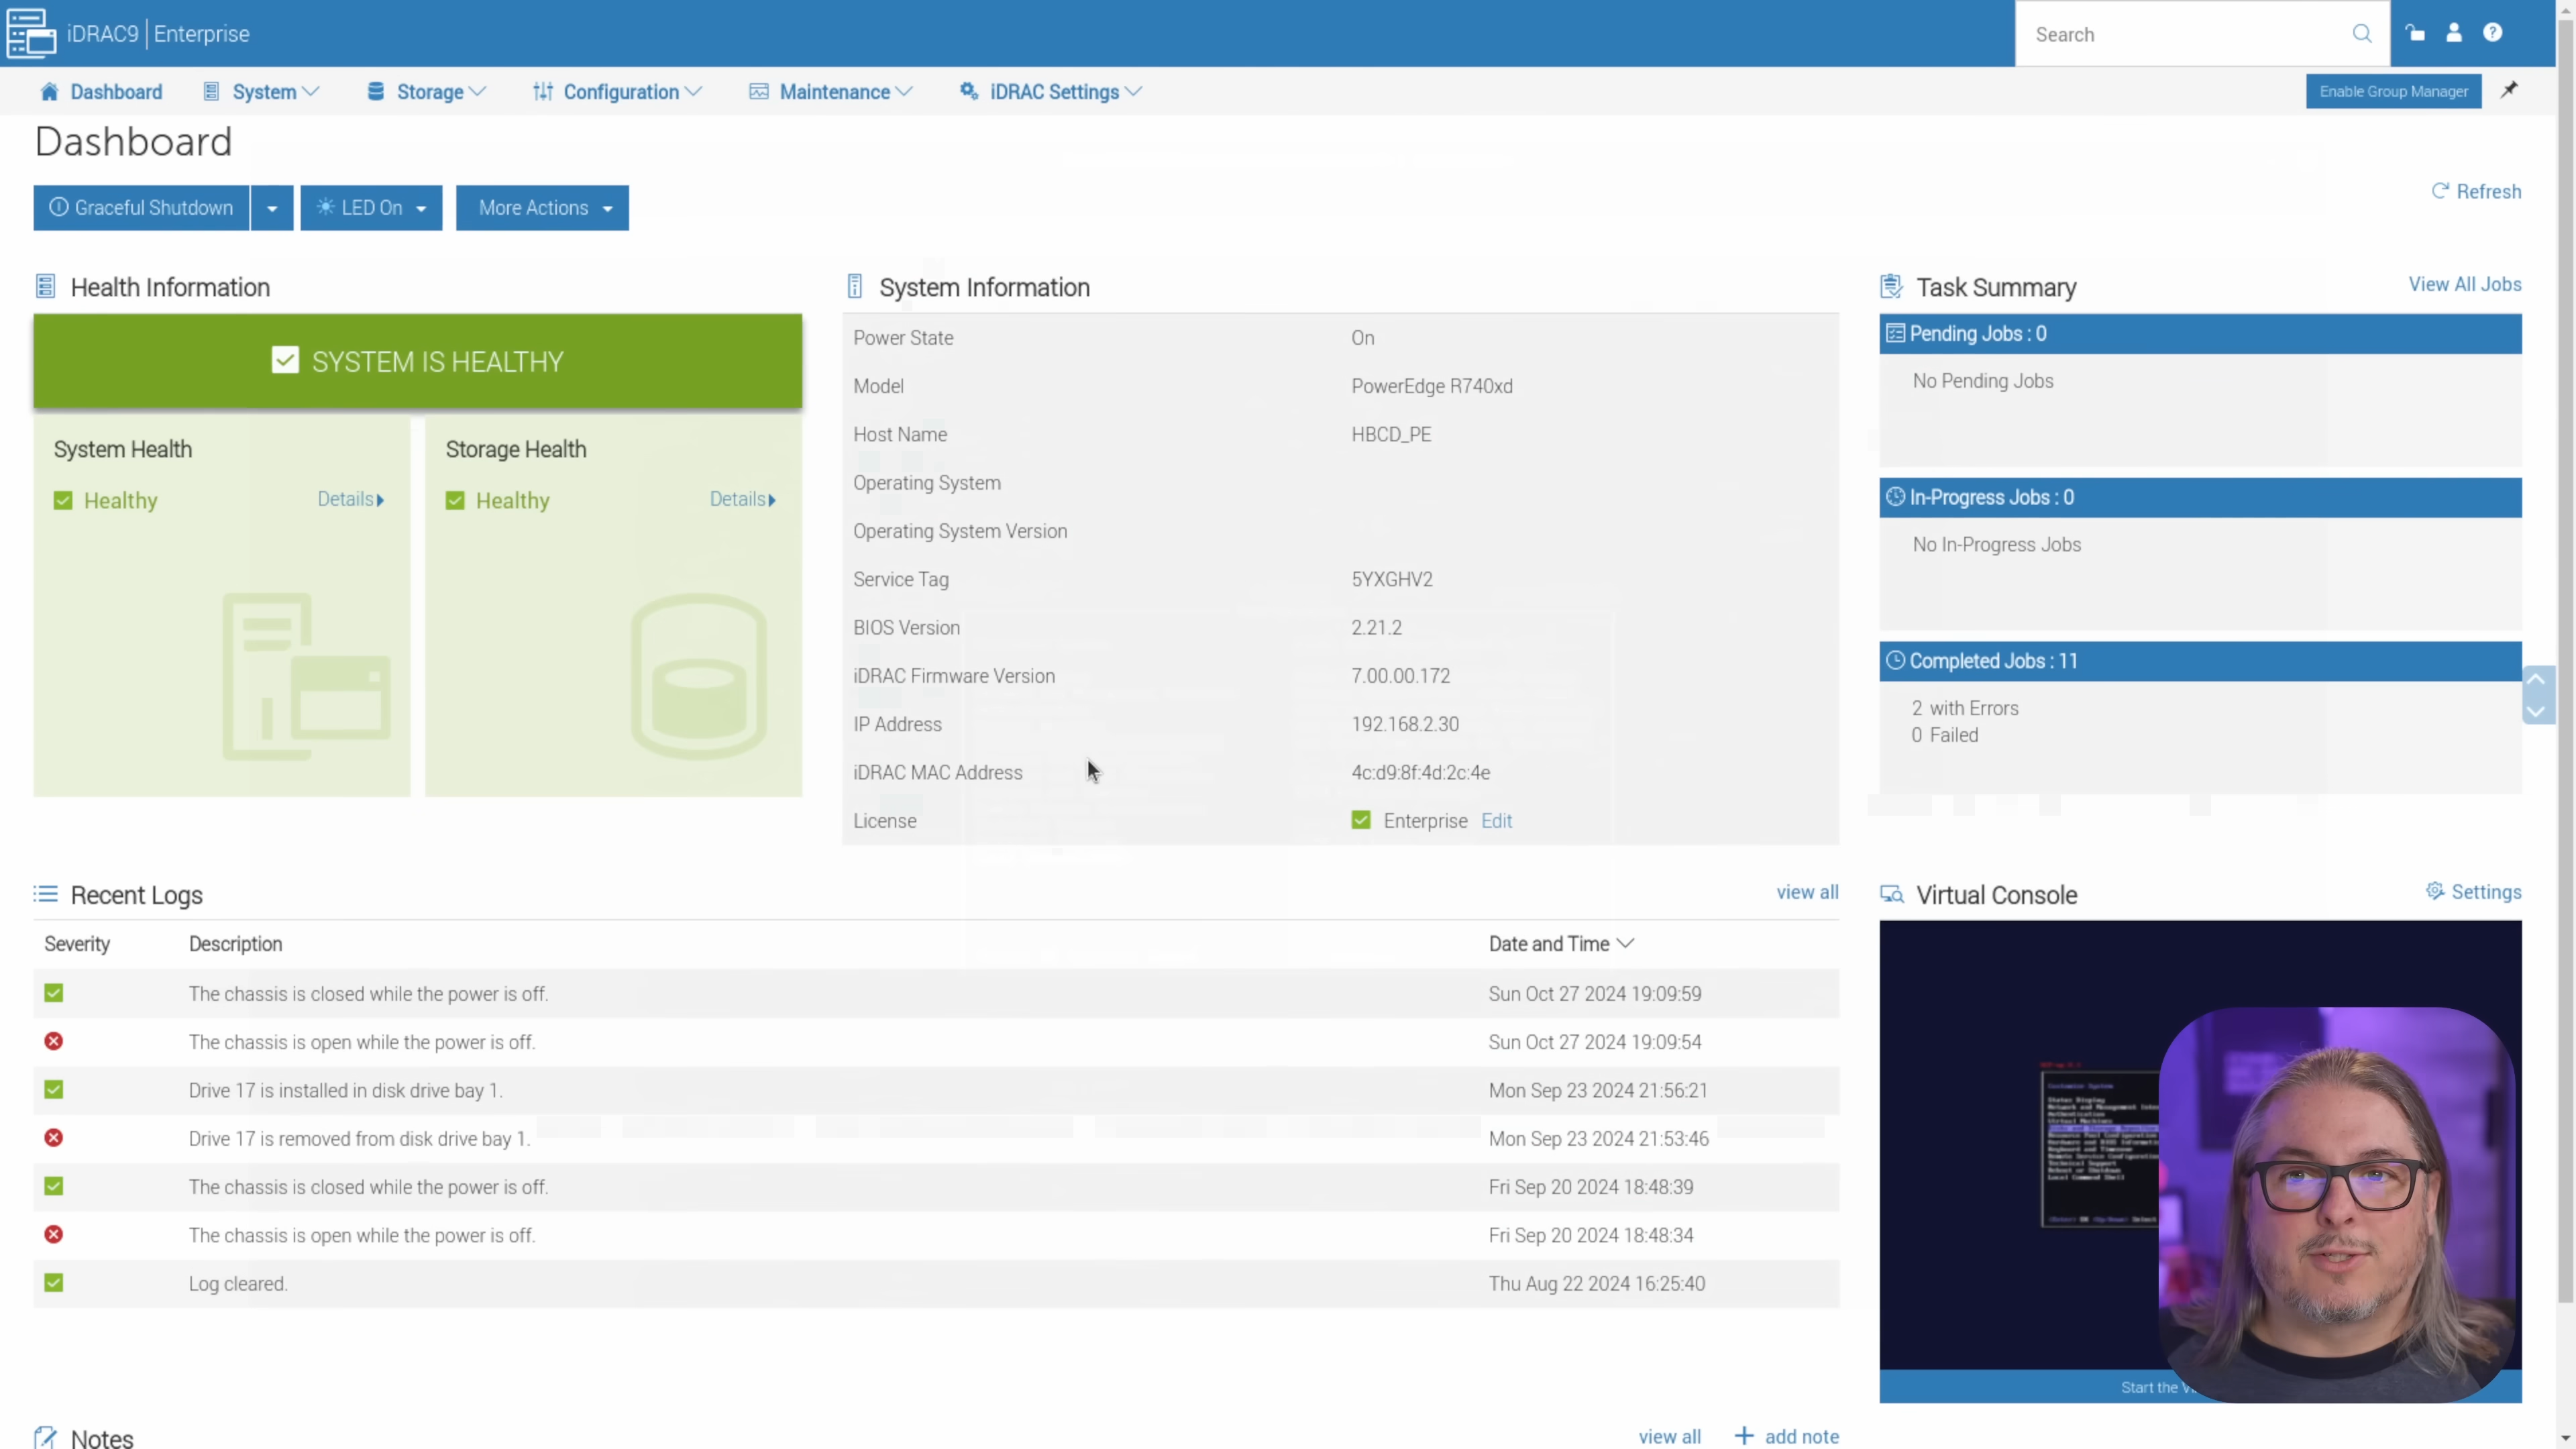 iDRAC9 | Enterprise
Search
Dashboard
System
Storage
Configuration
Maintenance
iDRAC Settings
Enable Group Manager
Dashboard
Graceful Shutdown
LED On
More Actions
Refresh
Health Information
SYSTEM IS HEALTHY
System Health
Healthy
Details
Storage Health
Healthy
Details
System Information
Power State On
Model PowerEdge R740xd
Host Name HBCD_PE
Operating System
Operating System Version
Service Tag 5YXGHV2
BIOS Version 2.21.2
iDRAC Firmware Version 7.00.00.172
IP Address 192.168.2.30
iDRAC MAC Address 4c:d9:8f:4d:2c:4e
License Enterprise Edit
Task Summary
View All Jobs
Pending Jobs : 0
No Pending Jobs
In-Progress Jobs : 0
No In-Progress Jobs
Completed Jobs : 11
2 with Errors
0 Failed
Recent Logs
view all
Severity Description Date and Time
The chassis is closed while the power is off. Sun Oct 27 2024 19:09:59
The chassis is open while the power is off. Sun Oct 27 2024 19:09:54
Drive 17 is installed in disk drive bay 1. Mon Sep 23 2024 21:56:21
Drive 17 is removed from disk drive bay 1. Mon Sep 23 2024 21:53:46
The chassis is closed while the power is off. Fri Sep 20 2024 18:48:39
The chassis is open while the power is off. Fri Sep 20 2024 18:48:34
Log cleared. Thu Aug 22 2024 16:25:40
Virtual Console
Settings
Start the
Notes
view all
add note